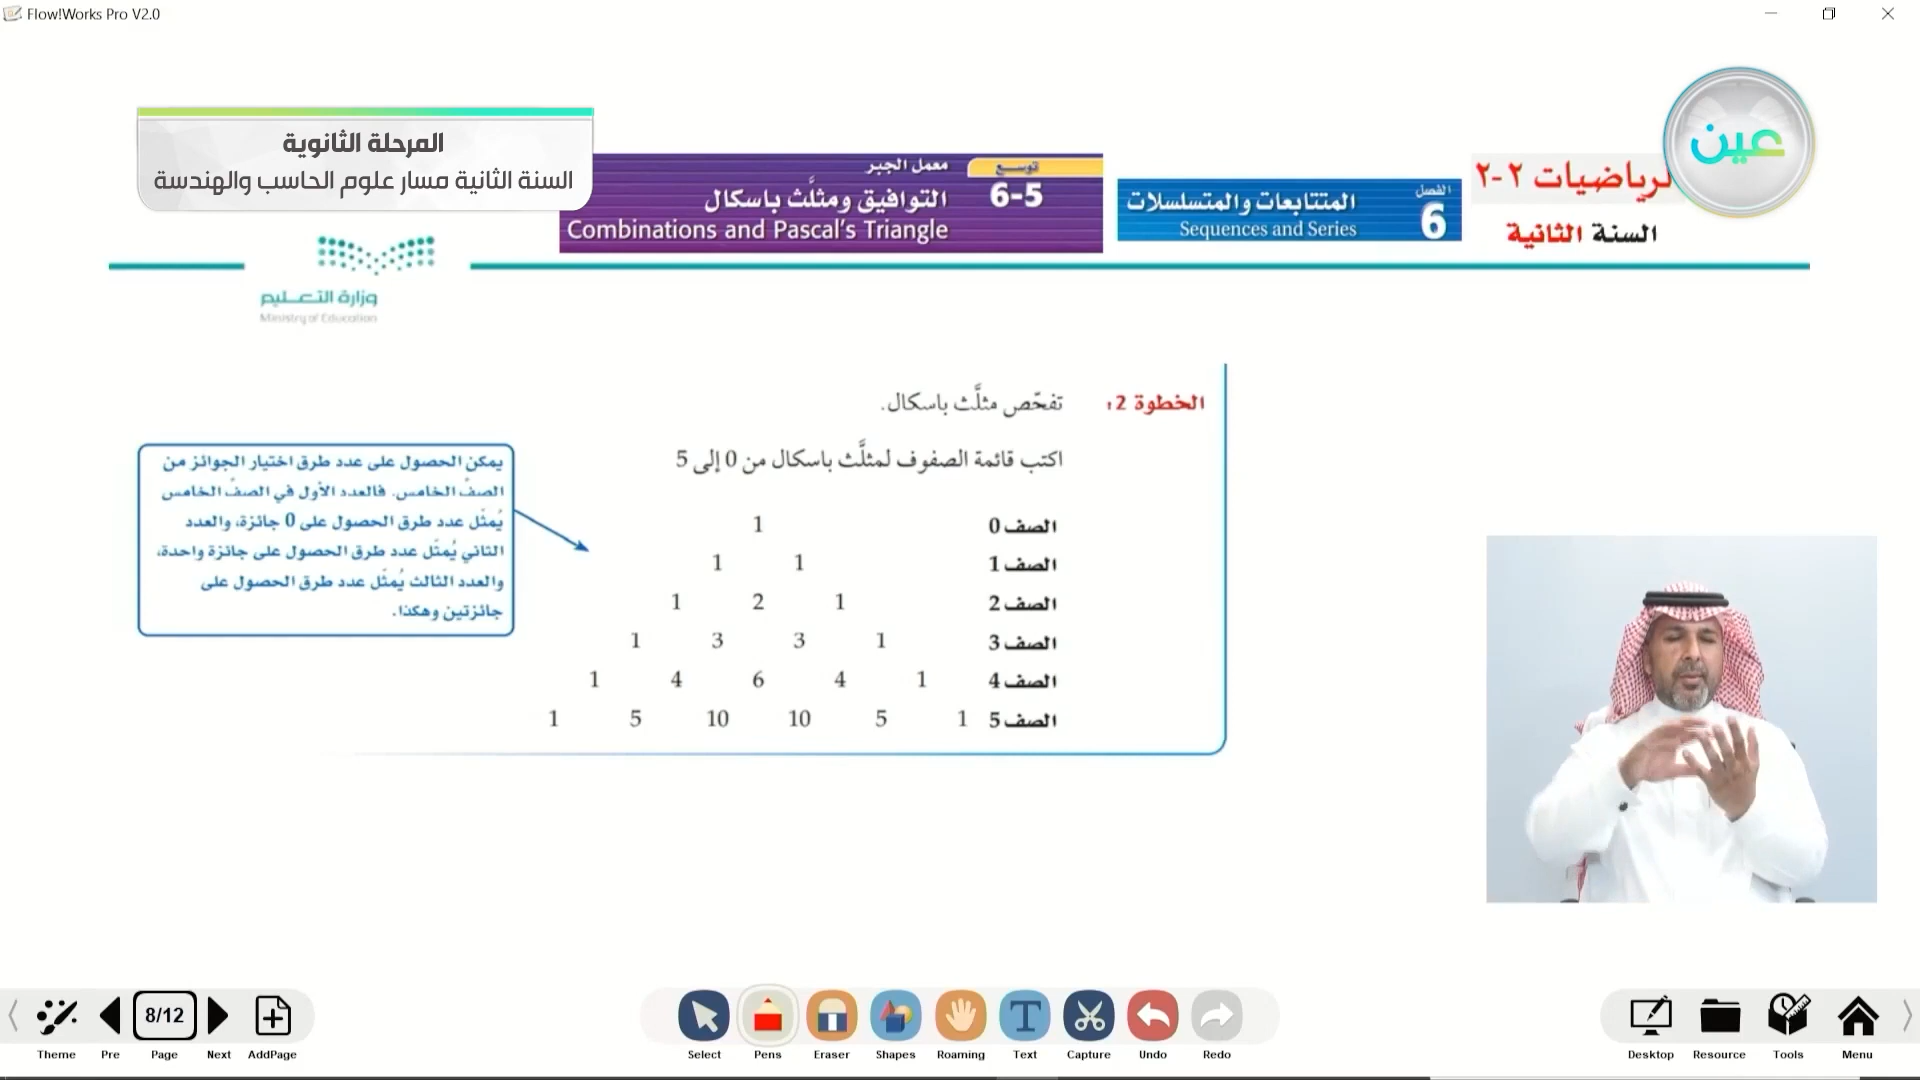 Flow!Works Pro V2.0
عين
المرحلة الثانوية
السنة الثانية مسار علوم الحاسب والهندسة
لرياضيات ٢-٢
السنة الثانية
الفصل
6
المتتابعات والمتسلسلات
Sequences and Series
توسع
6-5
معمل الجبر
التوافيق ومثلَّث باسكال
Combinations and Pascal's Triangle
وزارة التعليم
Ministry of Education
الخطوة 2: تفحّص مثلَّث باسكال.
اكتب قائمة الصفوف لمثلَّث باسكال من 0 إلى 5
الصف 0 1
الصف 1 1 1
الصف 2 1 2 1
الصف 3 1 3 3 1
الصف 4 1 4 6 4 1
الصف 5 1 5 10 10 5 1
يمكن الحصول على عدد طرق اختيار الجوائز من
الصف الخامس. فالعدد الأول في الصف الخامس
يُمثّل عدد طرق الحصول على 0 جائزة، والعدد
الثاني يُمثّل عدد طرق الحصول على جائزة واحدة،
والعدد الثالث يُمثّل عدد طرق الحصول على
جائزتين وهكذا.
8/12
Theme Pre Page Next AddPage
Select Pens Eraser Shapes Roaming Text Capture Undo Redo
Desktop Resource Tools Menu